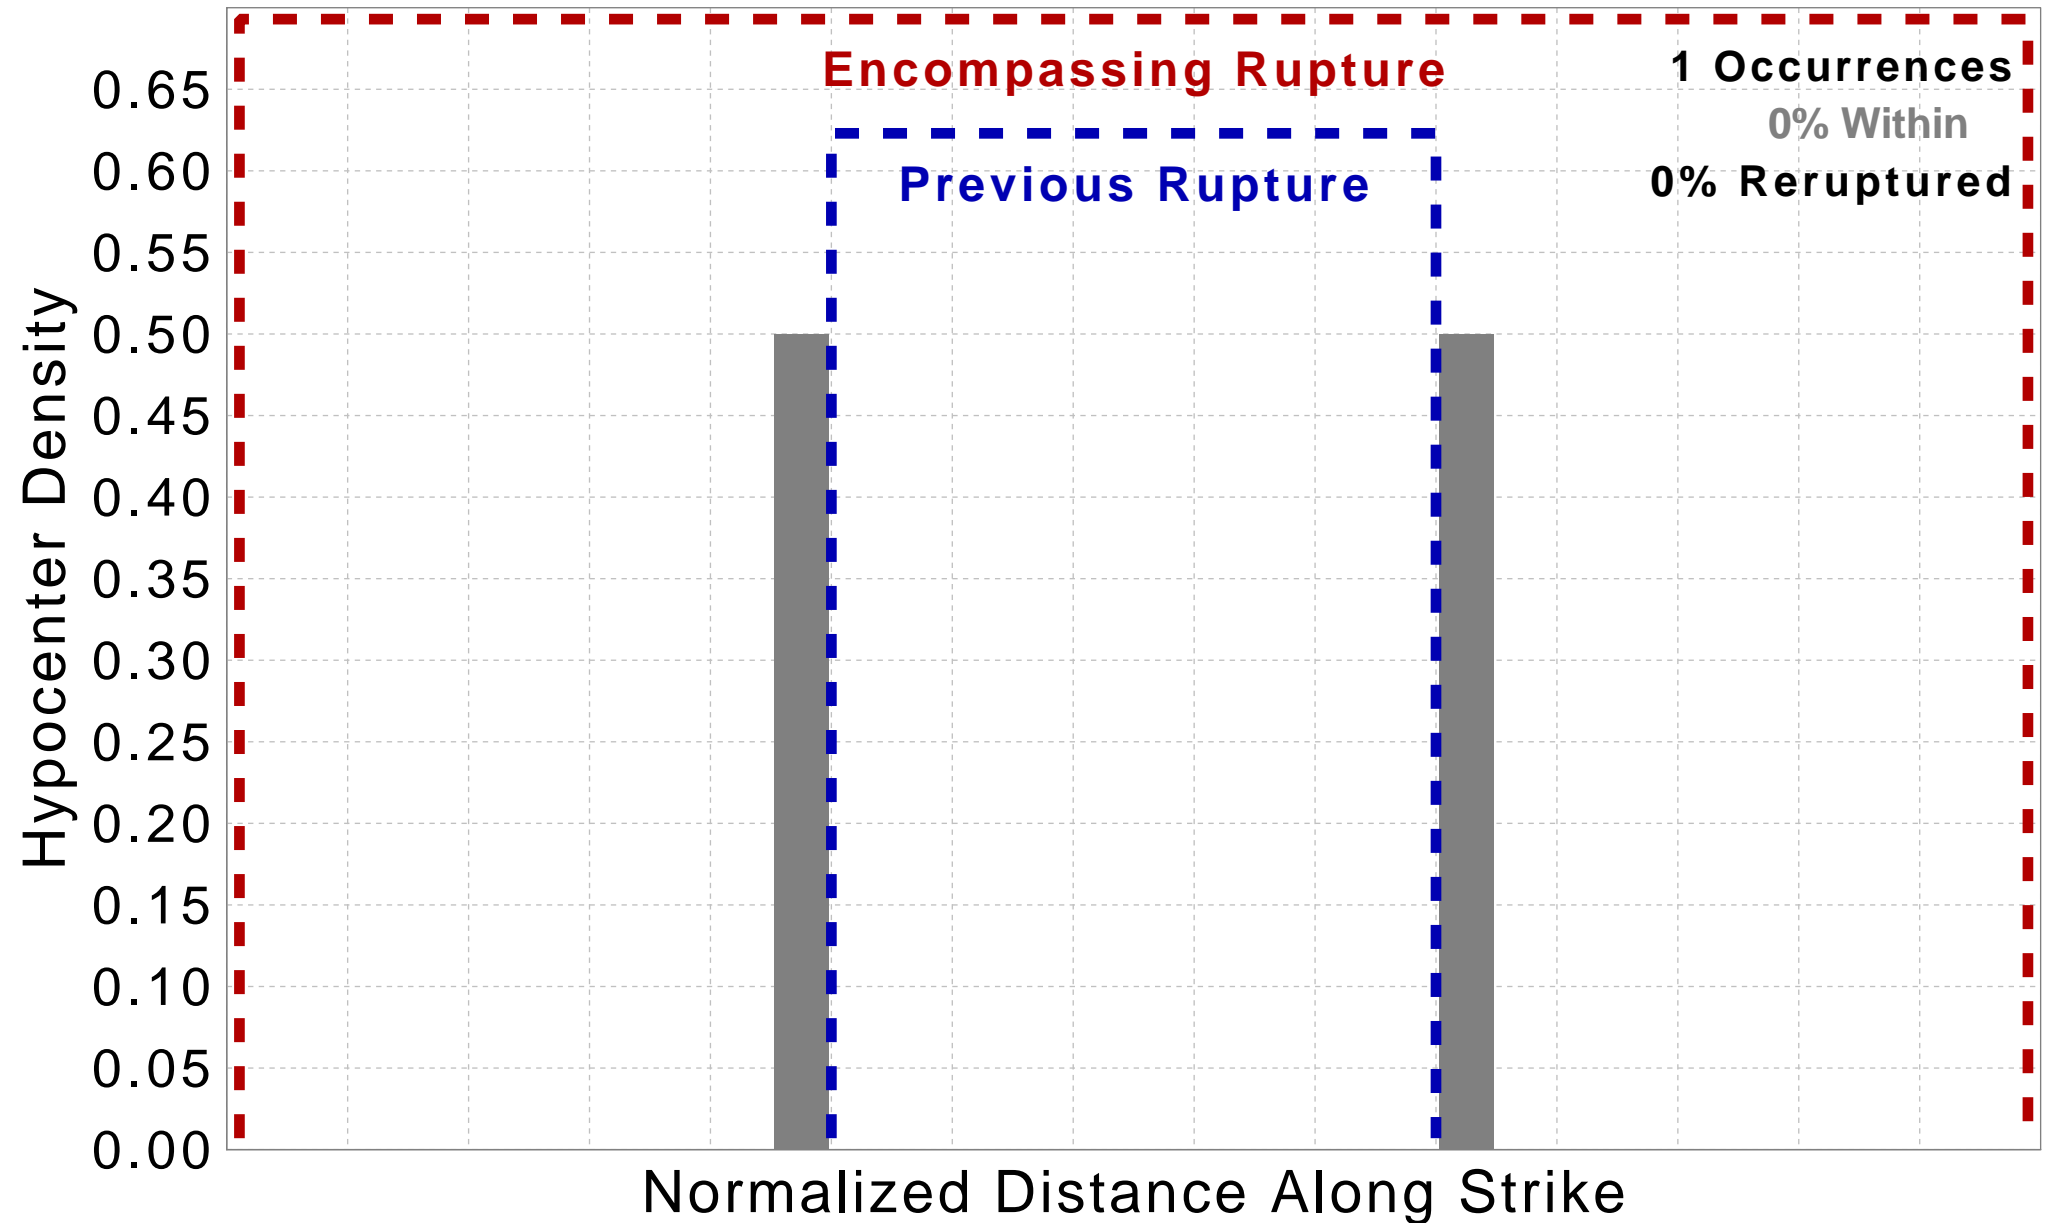 Encompassing Rupture
1 Occurrences
0% Within
Previous Rupture
0% Reruptured
Hypocenter Density
0.65
0.60
0.55
0.50
0.45
0.40
0.35
0.30
0.25
0.20
0.15
0.10
0.05
0.00
Normalized Distance Along Strike